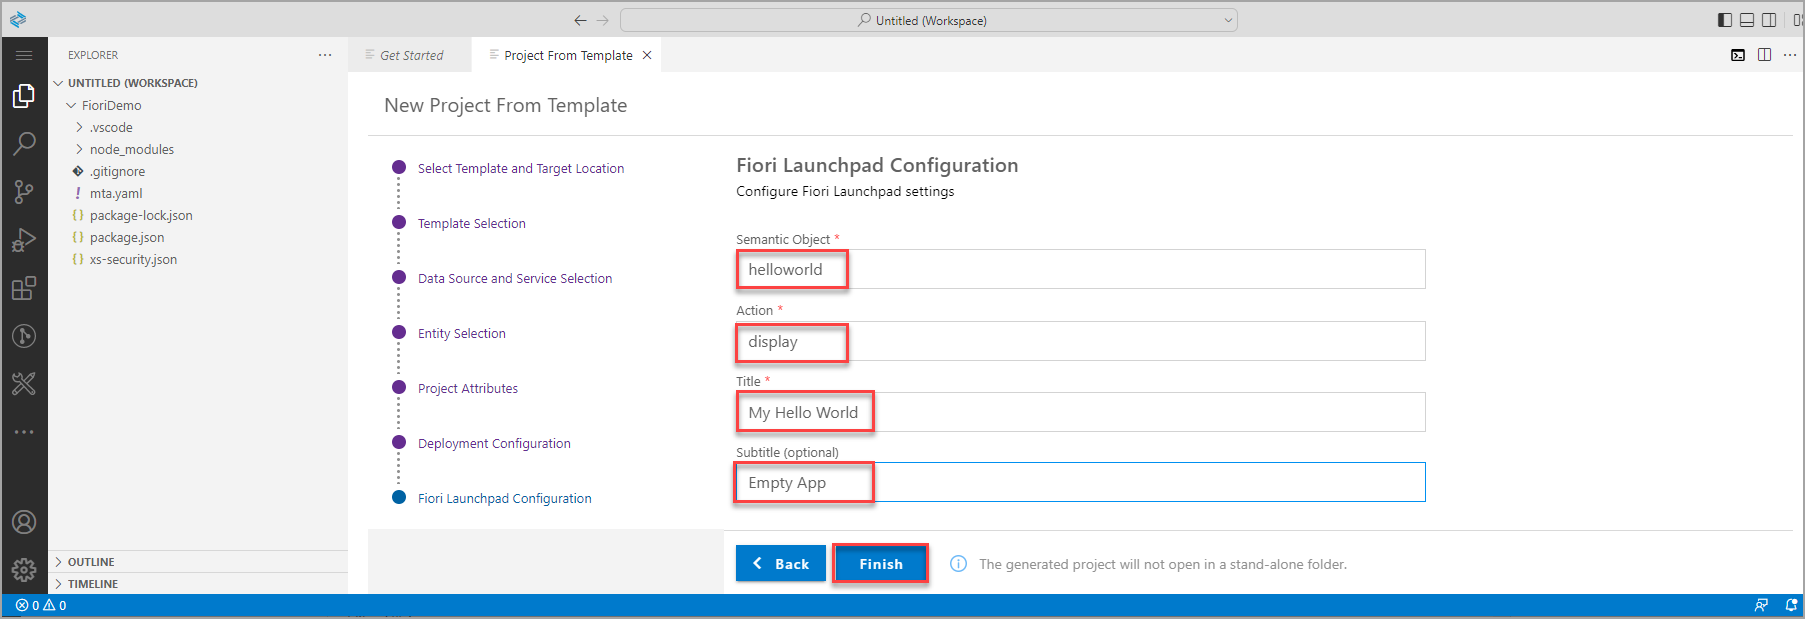 Untitled (Workspace)
EXPLORER
Get Started
Project From Template
UNTITLED (WORKSPACE)
FioriDemo
.vscode
node_modules
.gitignore
! mta.yaml
{} package-lock.json
{} package.json
{} xs-security.json
OUTLINE
TIMELINE
New Project From Template
Select Template and Target Location
Template Selection
Data Source and Service Selection
Entity Selection
Project Attributes
Deployment Configuration
Fiori Launchpad Configuration
Fiori Launchpad Configuration
Configure Fiori Launchpad settings
Semantic Object *
helloworld
Action *
display
Title *
My Hello World
Subtitle (optional)
Empty App
Back
Finish
The generated project will not open in a stand-alone folder.
0 0